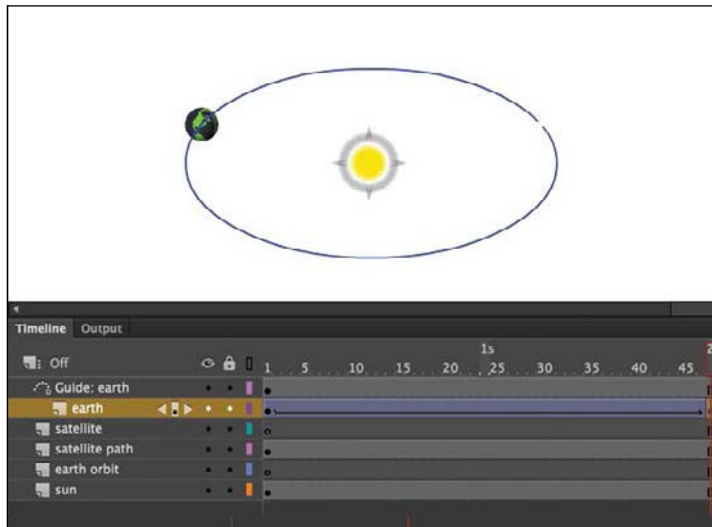 Timeline Output
1s
Off
1 5 10 15 20 25 30 35 40 45
Guide: earth
earth
satellite
satellite path
earth orbit
sun